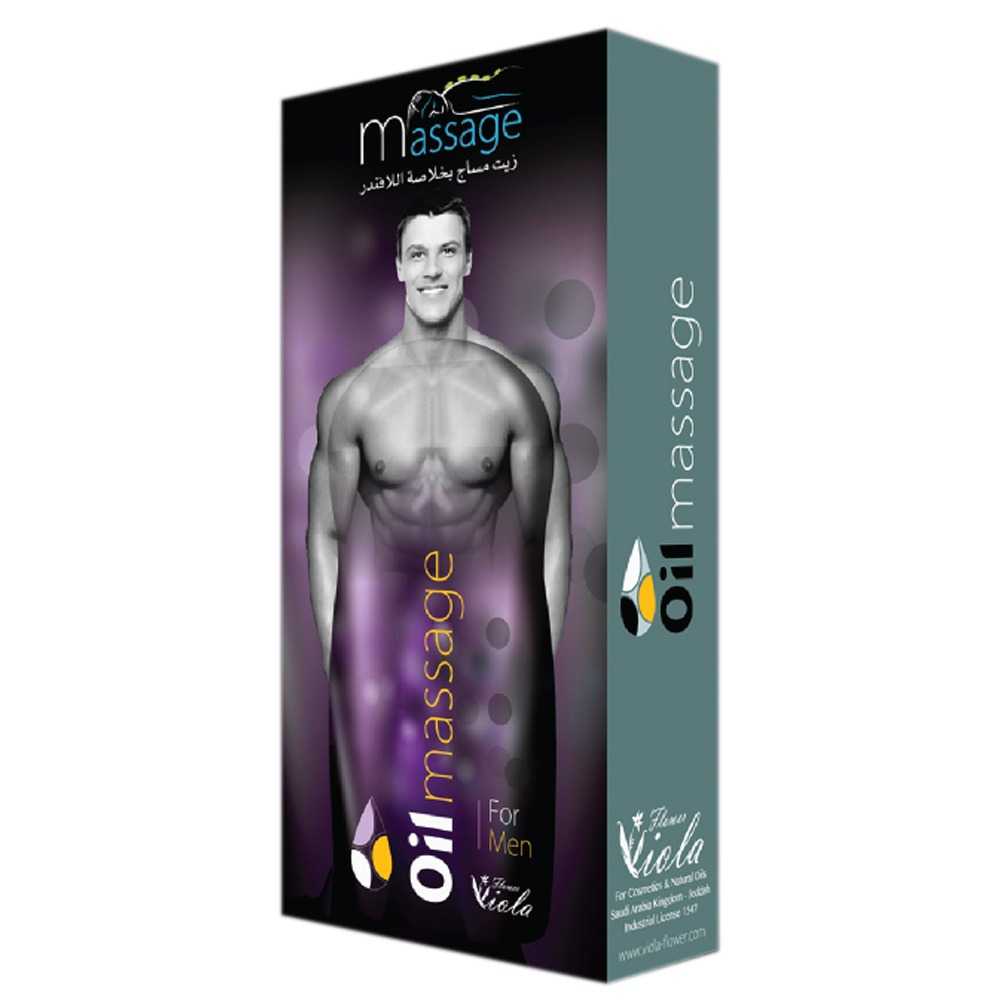 massage
زيت مساج بخلاصة اللافندر
Oil massage
For
Men
Flower
Viola
Oil massage
Flower
Viola
For Cosmetics & Natural Oils
Saudi Arabia Kingdom - Jeddah
Industrial License 1547
www.viola-flower.com